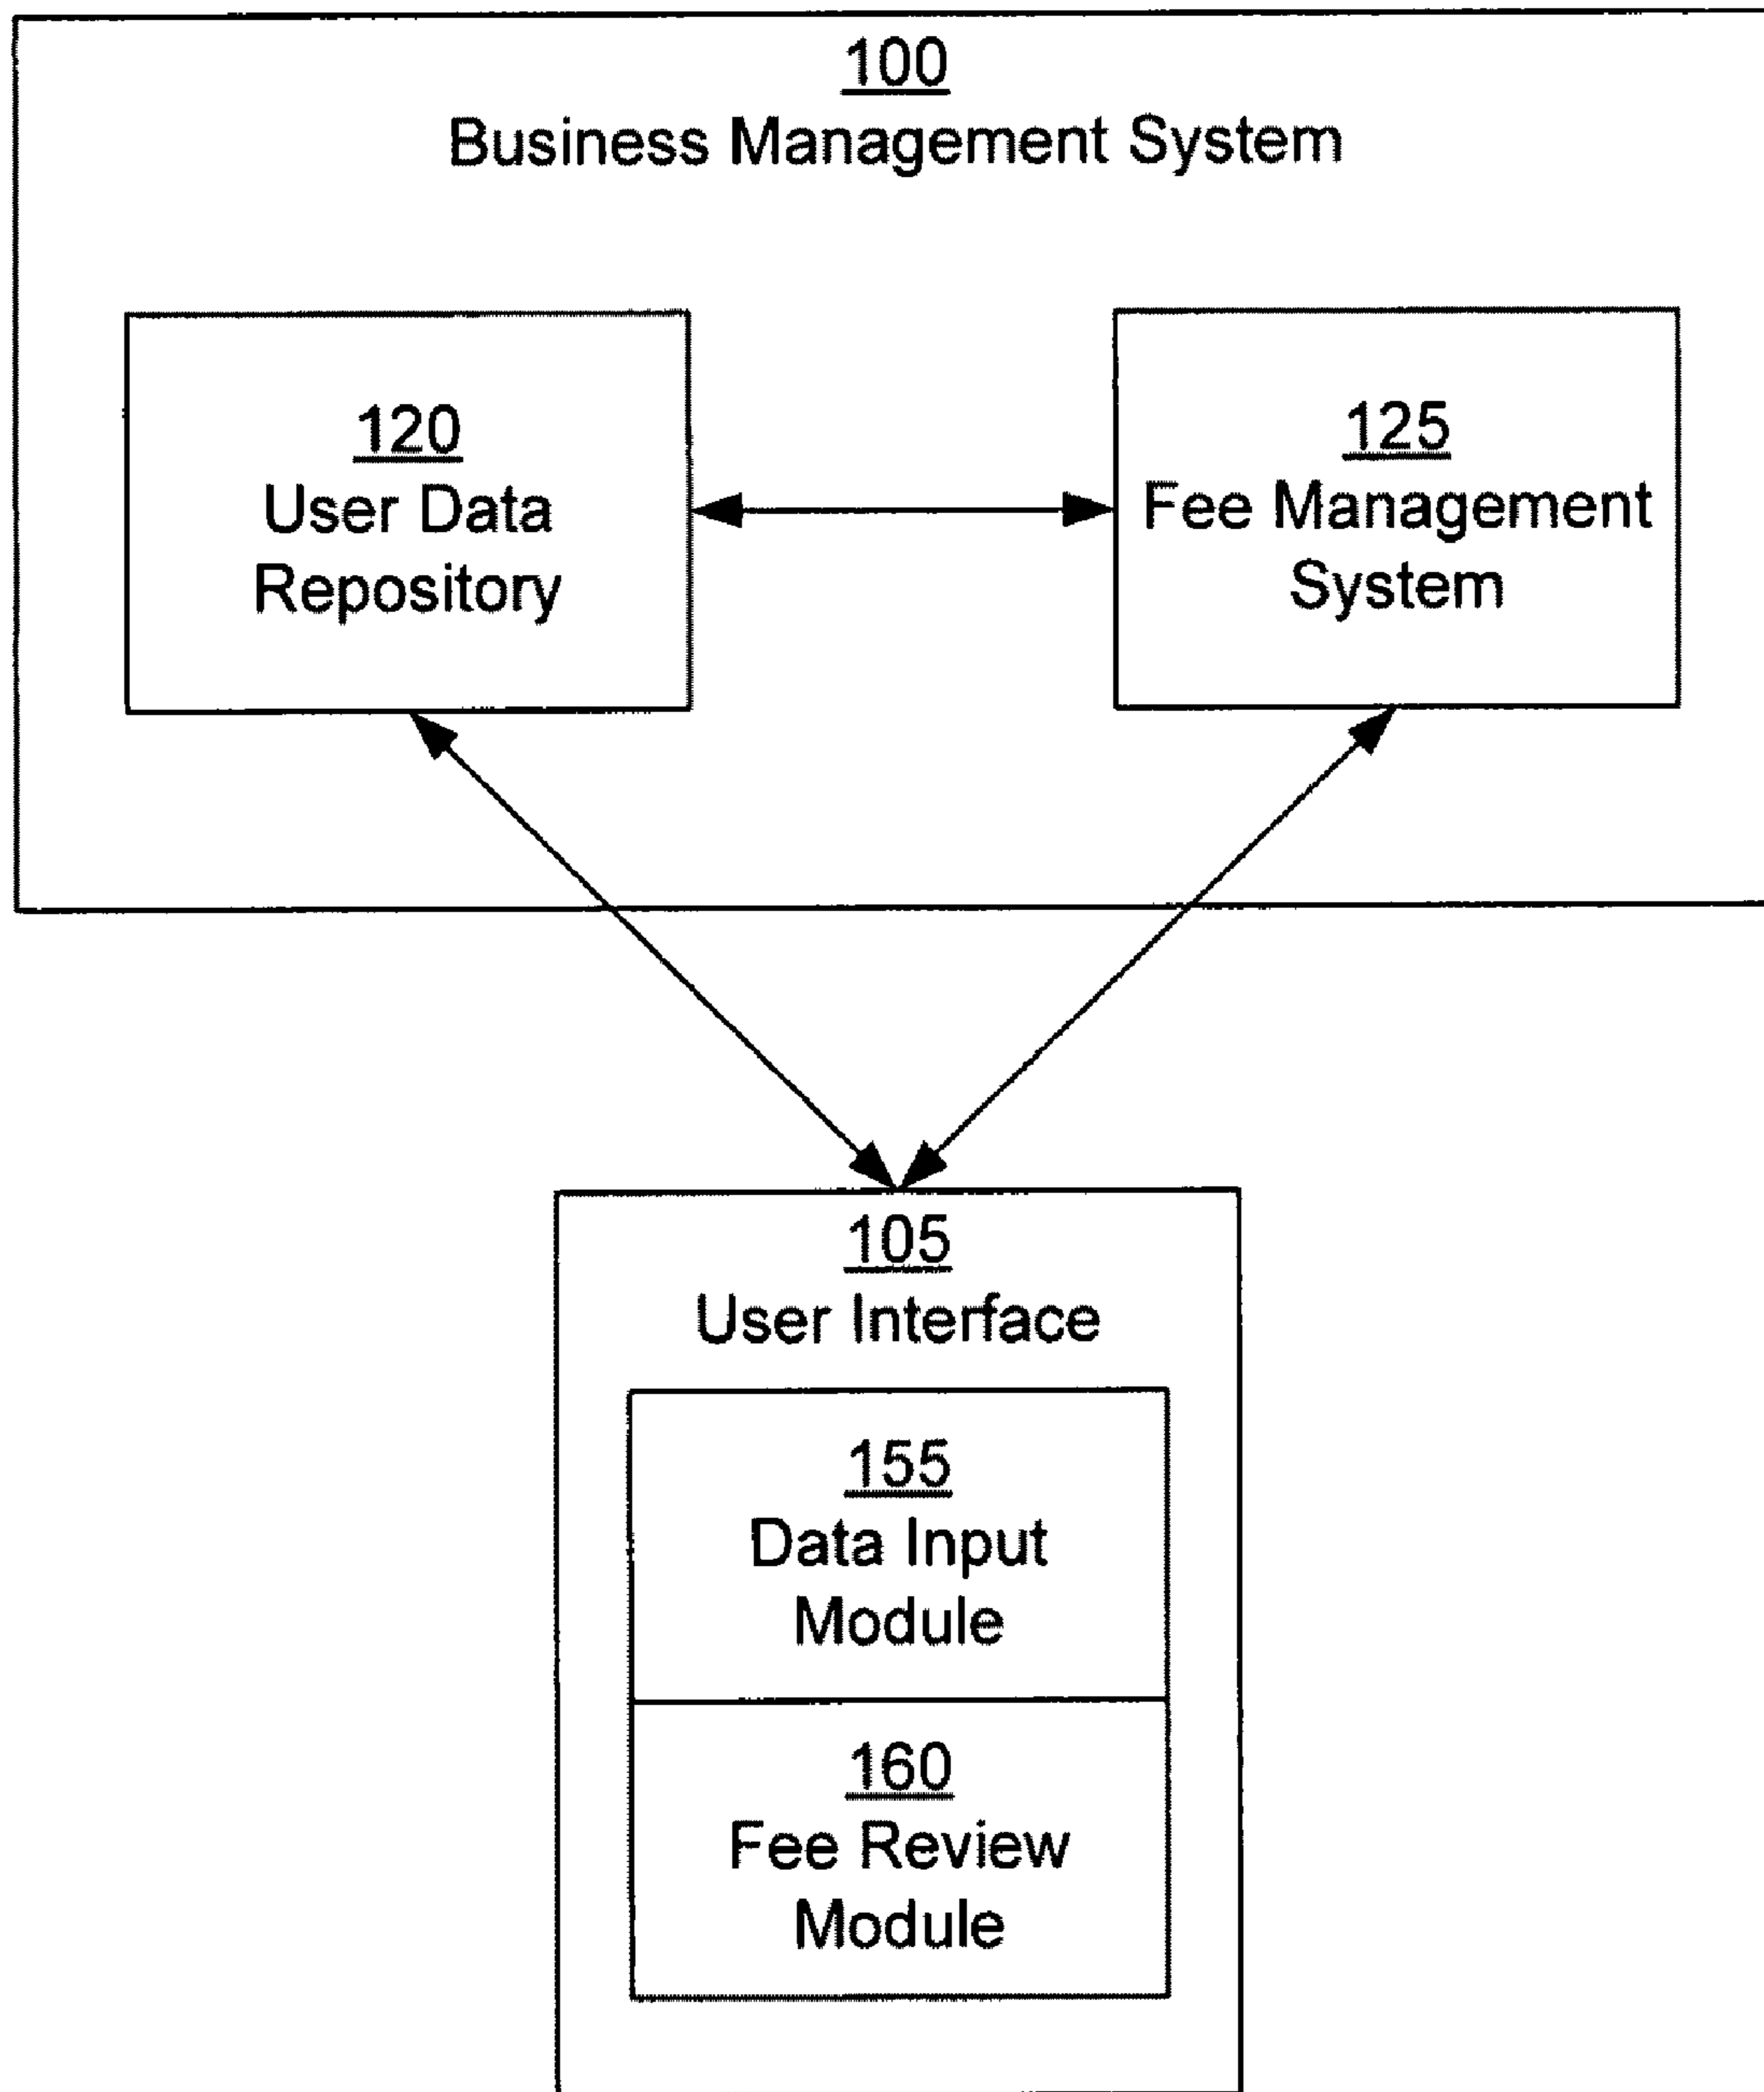 100
Business Management System
120
User Data
Repository
125
Fee Management
System
105
User Interface
155
Data Input
Module
160
Fee Review
Module